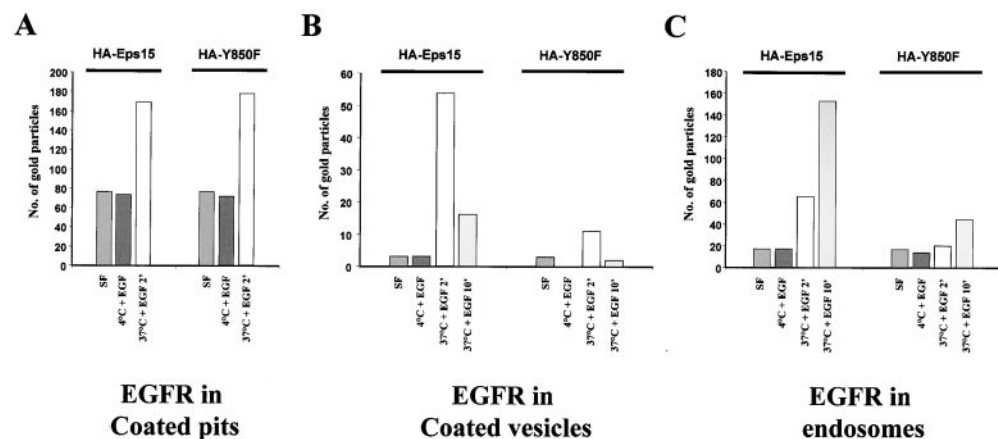 A
HA-Eps15 HA-Y850F
No. of gold particles
200
180
160
140
120
100
80
60
40
20
0
SF
4°C + EGF
37°C + EGF 2'
SF
4°C + EGF
37°C + EGF 2'
EGFR in
Coated pits
B
HA-Eps15 HA-Y850F
No. of gold particles
60
50
40
30
20
10
0
SF
4°C + EGF
37°C + EGF 2'
37°C + EGF 10'
SF
4°C + EGF
37°C + EGF 2'
37°C + EGF 10'
EGFR in
Coated vesicles
C
HA-Eps15 HA-Y850F
No. of gold particles
180
160
140
120
100
80
60
40
20
0
SF
4°C + EGF
37°C + EGF 2'
37°C + EGF 10'
SF
4°C + EGF
37°C + EGF 2'
37°C + EGF 10'
EGFR in
endosomes